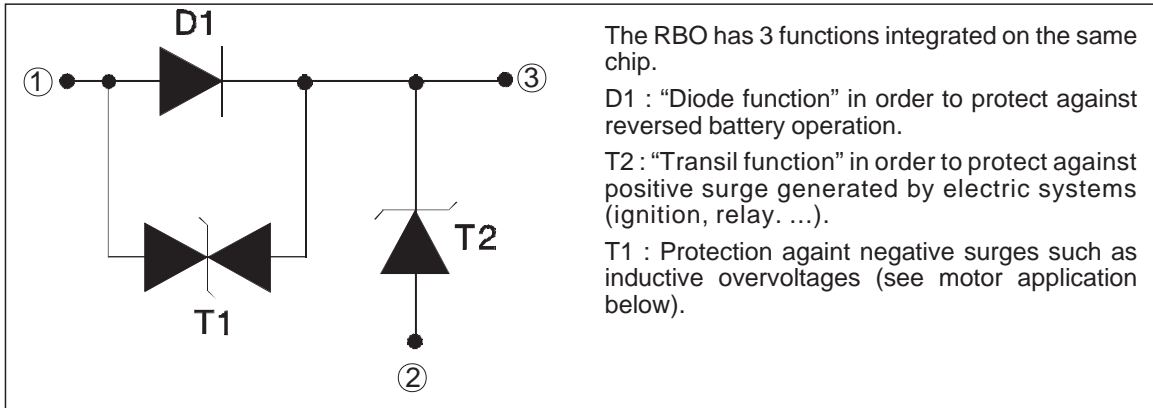 D1
①
③
T1
T2
②
The RBO has 3 functions integrated on the same
chip.
D1 : “Diode function” in order to protect against
reversed battery operation.
T2 : “Transil function” in order to protect against
positive surge generated by electric systems
(ignition, relay. ...).
T1 : Protection againt negative surges such as
inductive overvoltages (see motor application
below).